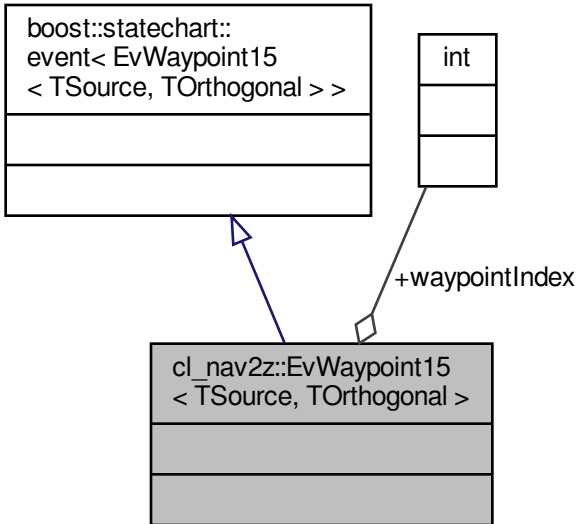 boost::statechart::
event< EvWaypoint15
< TSource, TOrthogonal > >
int
+waypointIndex
cl_nav2z::EvWaypoint15
< TSource, TOrthogonal >